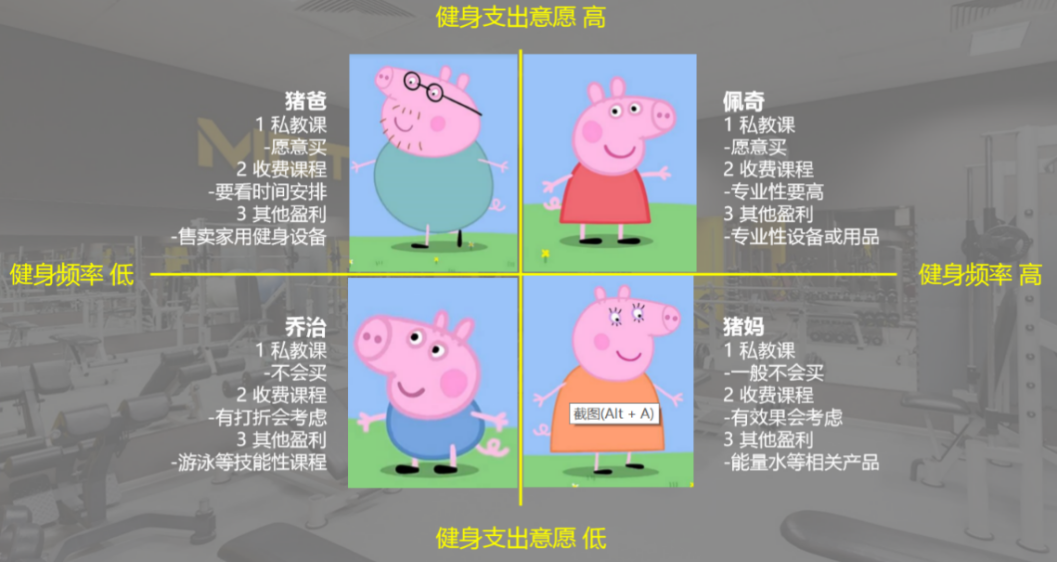 健身支出意愿 高
猪爸
1 私教课
-愿意买
2 收费课程
-要看时间安排
3 其他盈利
-售卖家用健身设备
佩奇
1 私教课
-愿意买
2 收费课程
-专业性要高
3 其他盈利
-专业性设备或用品
健身频率 低
健身频率 高
乔治
1 私教课
-不会买
2 收费课程
-有打折会考虑
3 其他盈利
-游泳等技能性课程
猪妈
1 私教课
-一般不会买
2 收费课程
-有效果会考虑
3 其他盈利
-能量水等相关产品
截图(Alt + A)
健身支出意愿 低